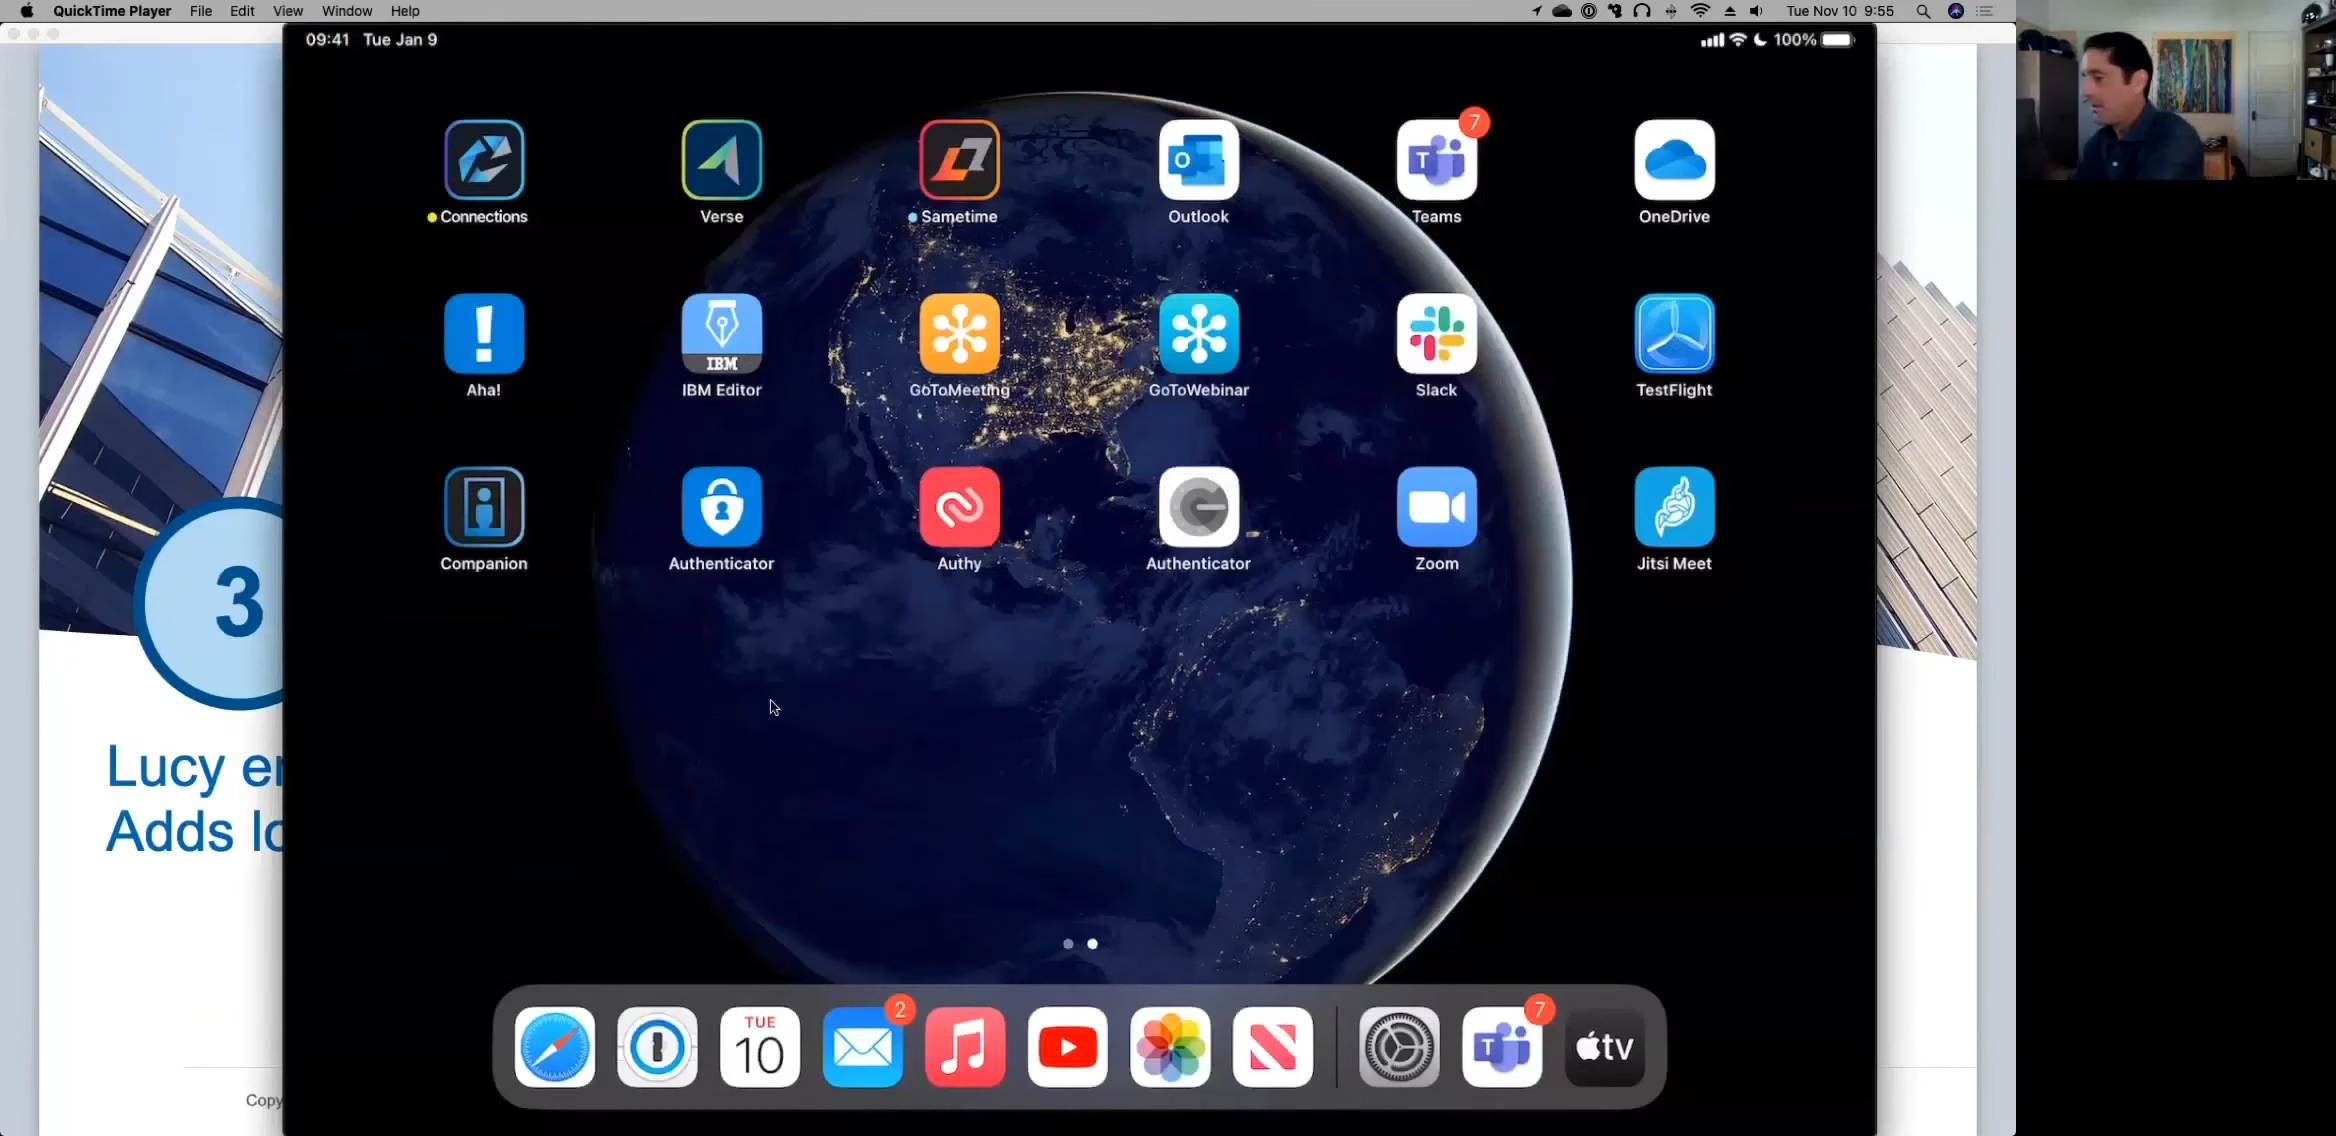 QuickTime Player File Edit View Window Help
Tue Nov 10 9:55
09:41 Tue Jan 9
100%
7
Connections Verse Sametime Outlook Teams OneDrive
IBM
Aha! IBM Editor GoToMeeting GoToWebinar Slack TestFlight
Companion Authenticator Authy Authenticator Zoom Jitsi Meet
3
Lucy
Adds
Copy
2
7
TUE
10
tv